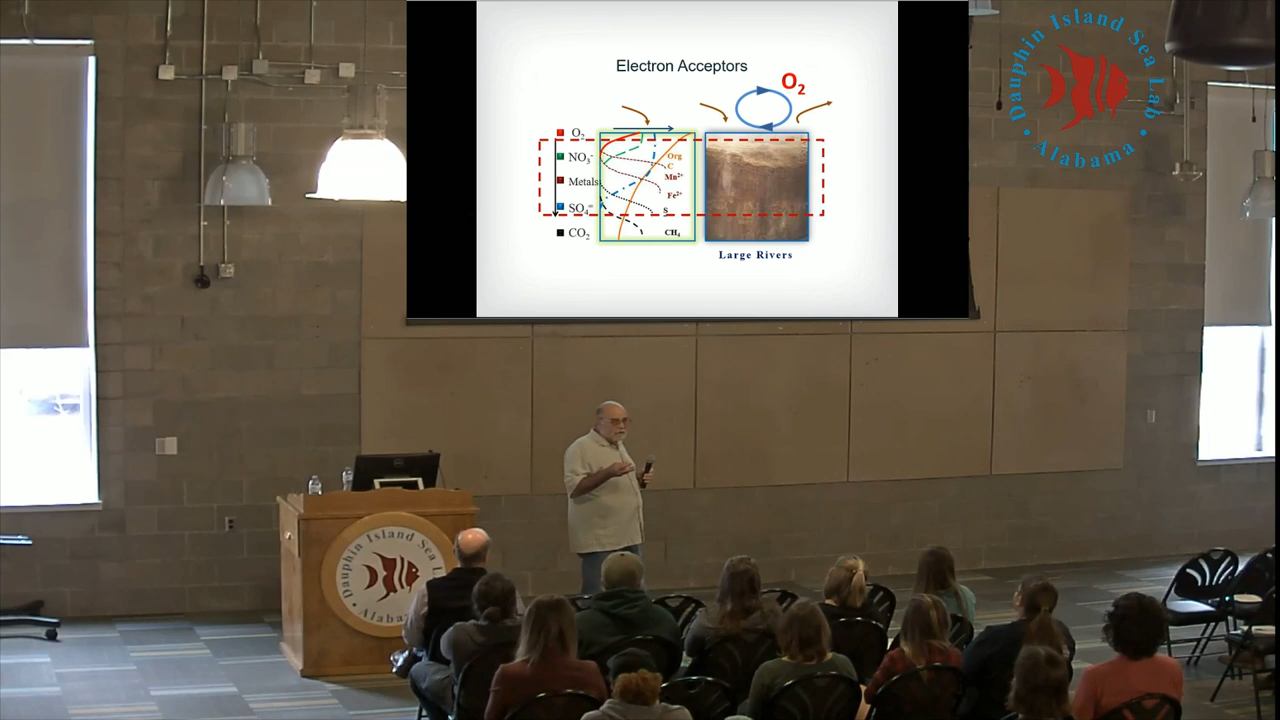 Electron Acceptors
O₂
O₂
NO₃⁻
Metals
SO₄⁼
CO₂
Org
C
Mn²⁺
Fe²⁺
S
CH₄
Large Rivers
Dauphin Island Sea Lab
Alabama
Dauphin Island Sea L
Alabama